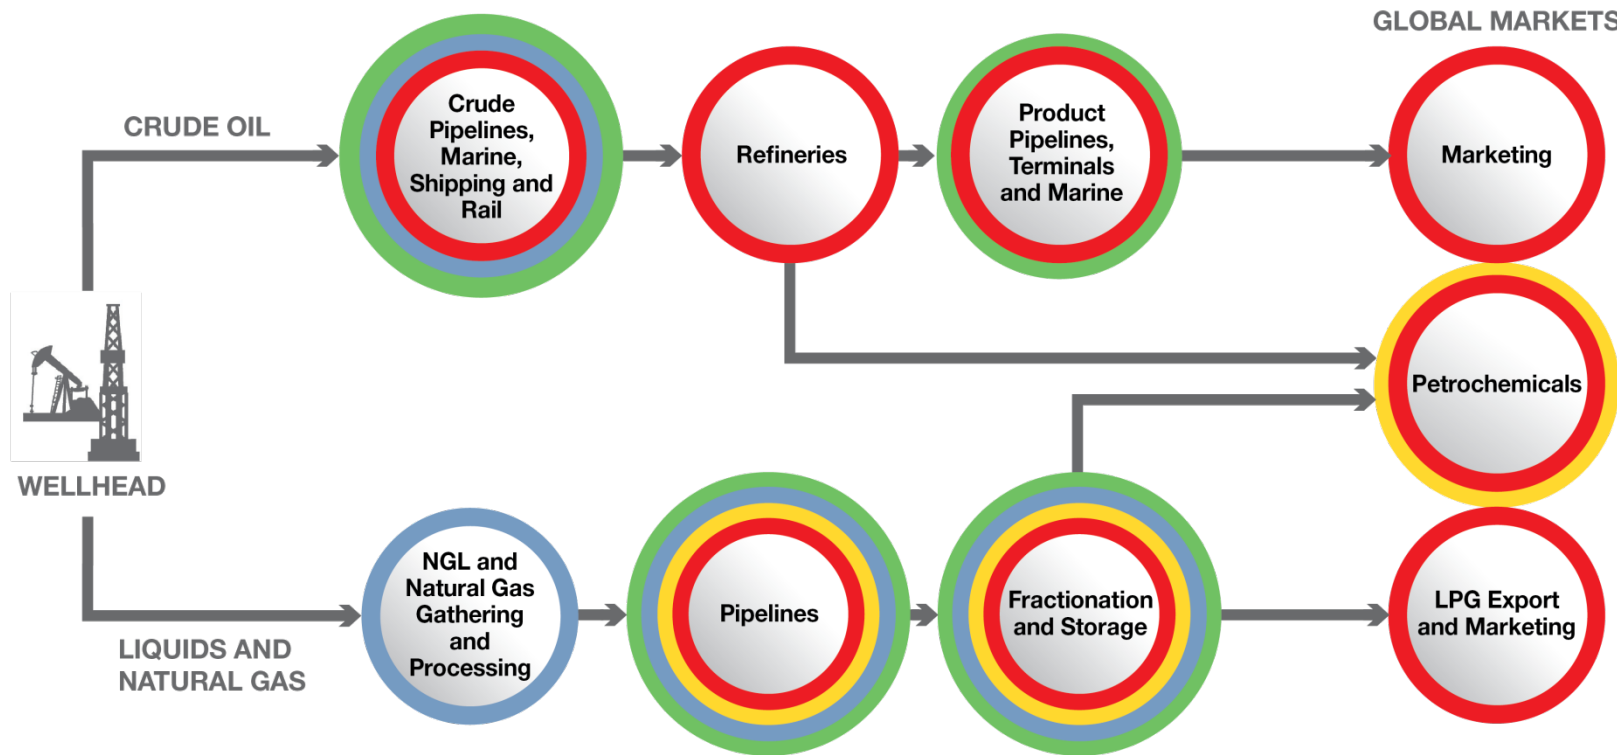 GLOBAL MARKETS
CRUDE OIL
Crude
Pipelines,
Marine,
Shipping and
Rail
Refineries
Product
Pipelines,
Terminals
and Marine
Marketing
Petrochemicals
WELLHEAD
LIQUIDS AND
NATURAL GAS
NGL and
Natural Gas
Gathering
and
Processing
Pipelines
Fractionation
and Storage
LPG Export
and Marketing